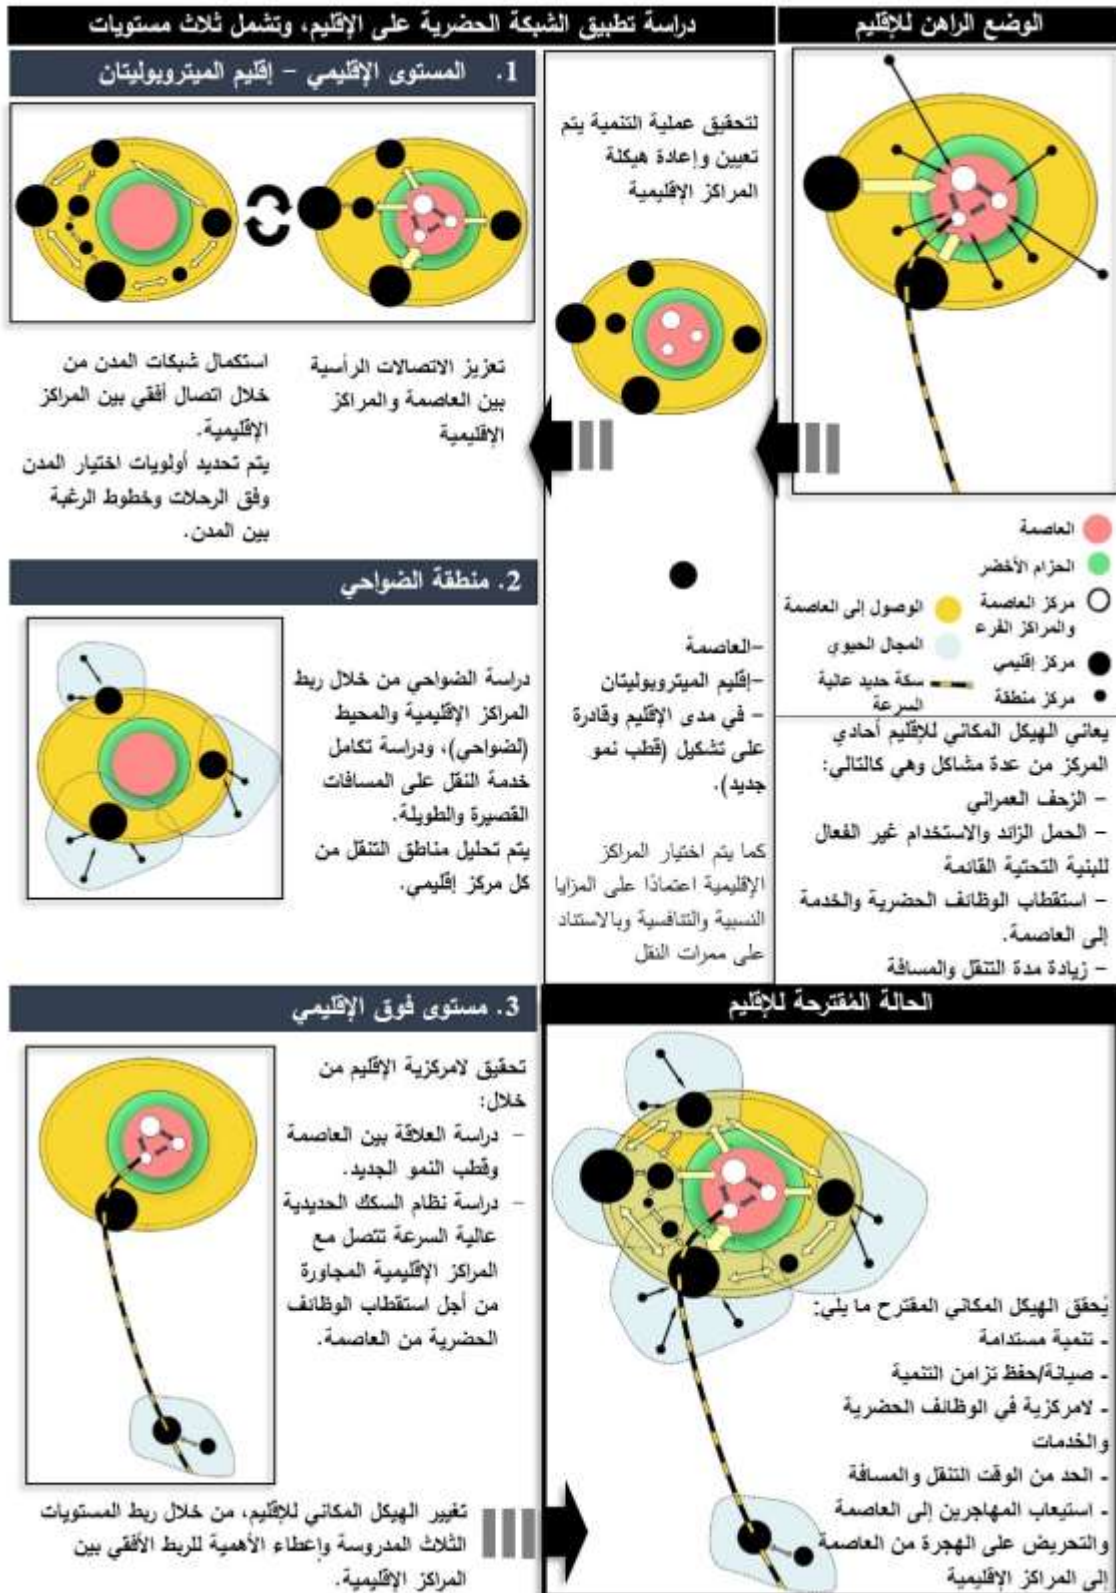 الوضع الراهن للإقليم
العاصمة
الحزام الأخضر
مركز العاصمة
والمراكز الفرع
مركز إقليمي
مركز منطقة
الوصول إلى العاصمة
المجال الحيوي
سكة حديد عالية
السرعة
يعاني الهيكل المكاني للإقليم أحادي
المركز من عدة مشاكل وهي كالتالي:
- الزحف العمراني
- الحمل الزائد والاستخدام غير الفعال
للبنية التحتية القائمة
- استقطاب الوظائف الحضرية والخدمة
إلى العاصمة.
- زيادة مدة التنقل والمسافة
دراسة تطبيق الشبكة الحضرية على الإقليم، وتشمل ثلاث مستويات
لتحقيق عملية التنمية يتم
تعيين وإعادة هيكلة
المراكز الإقليمية
-العاصمة
-إقليم الميتروبوليتان
- في مدى الإقليم وقادرة
على تشكيل (قطب نمو
جديد).
كما يتم اختيار المراكز
الإقليمية اعتمادًا على المزايا
النسبية والتنافسية وبالاستناد
على ممرات النقل
1. المستوى الإقليمي - إقليم الميتروبوليتان
تعزيز الاتصالات الرأسية
بين العاصمة والمراكز
الإقليمية
استكمال شبكات المدن من
خلال اتصال أفقي بين المراكز
الإقليمية.
يتم تحديد أولويات اختيار المدن
وفق الرحلات وخطوط الرغبة
بين المدن.
2. منطقة الضواحي
دراسة الضواحي من خلال ربط
المراكز الإقليمية والمحيط
(لضواحي)، ودراسة تكامل
خدمة النقل على المسافات
القصيرة والطويلة.
يتم تحليل مناطق التنقل من
كل مركز إقليمي.
3. مستوى فوق الإقليمي
تحقيق لامركزية الإقليم من
خلال:
- دراسة العلاقة بين العاصمة
وقطب النمو الجديد.
- دراسة نظام السكك الحديدية
عالية السرعة تتصل مع
المراكز الإقليمية المجاورة
من أجل استقطاب الوظائف
الحضرية من العاصمة.
تغيير الهيكل المكاني للإقليم، من خلال ربط المستويات
الثلاث المدروسة وإعطاء الأهمية للربط الأفقي بين
المراكز الإقليمية.
الحالة المُقترحة للإقليم
يُحقق الهيكل المكاني المقترح ما يلي:
- تنمية مستدامة
- صيانة/حفظ تزامن التنمية
- لامركزية في الوظائف الحضرية
والخدمات
- الحد من الوقت التنقل والمسافة
- استيعاب المهاجرين إلى العاصمة
والتحريض على الهجرة من العاصمة
إلى المراكز الإقليمية